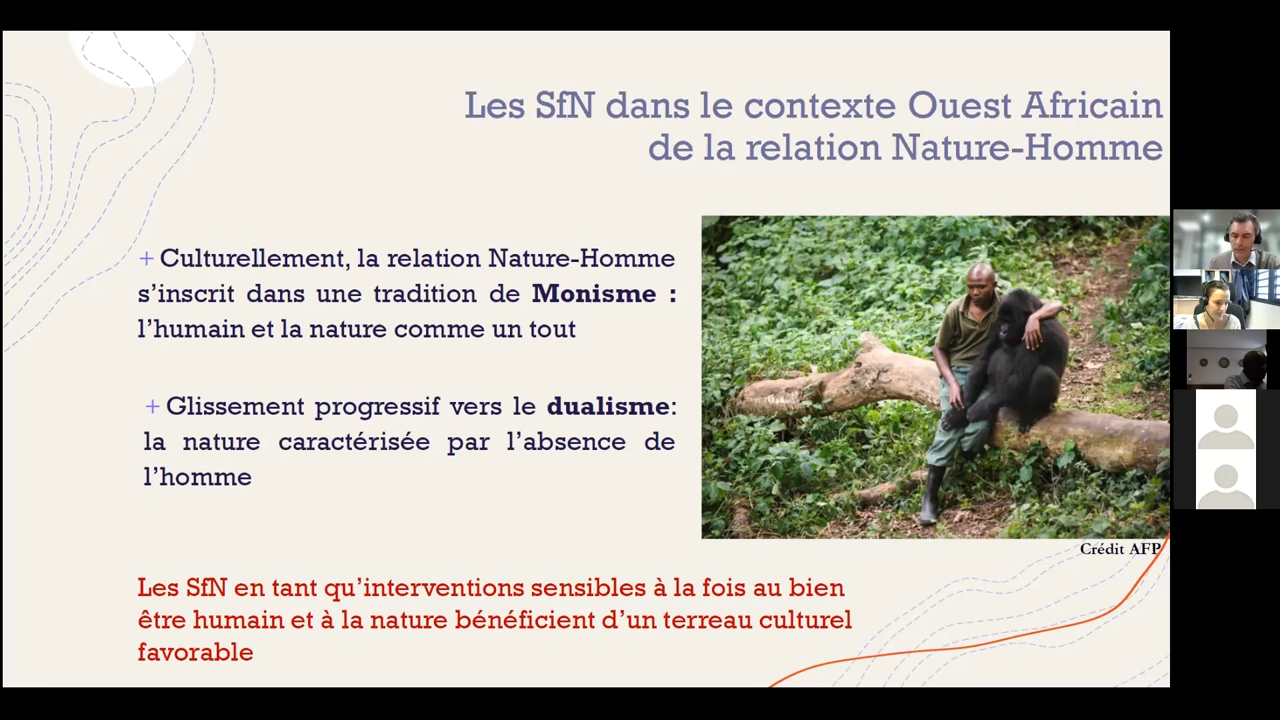 Les SfN dans le contexte Ouest Africain
de la relation Nature-Homme
+ Culturellement, la relation Nature-Homme
s’inscrit dans une tradition de Monisme :
l’humain et la nature comme un tout
+ Glissement progressif vers le dualisme:
la nature caractérisée par l’absence de
l’homme
Crédit AFP
Les SfN en tant qu’interventions sensibles à la fois au bien
être humain et à la nature bénéficient d’un terreau culturel
favorable